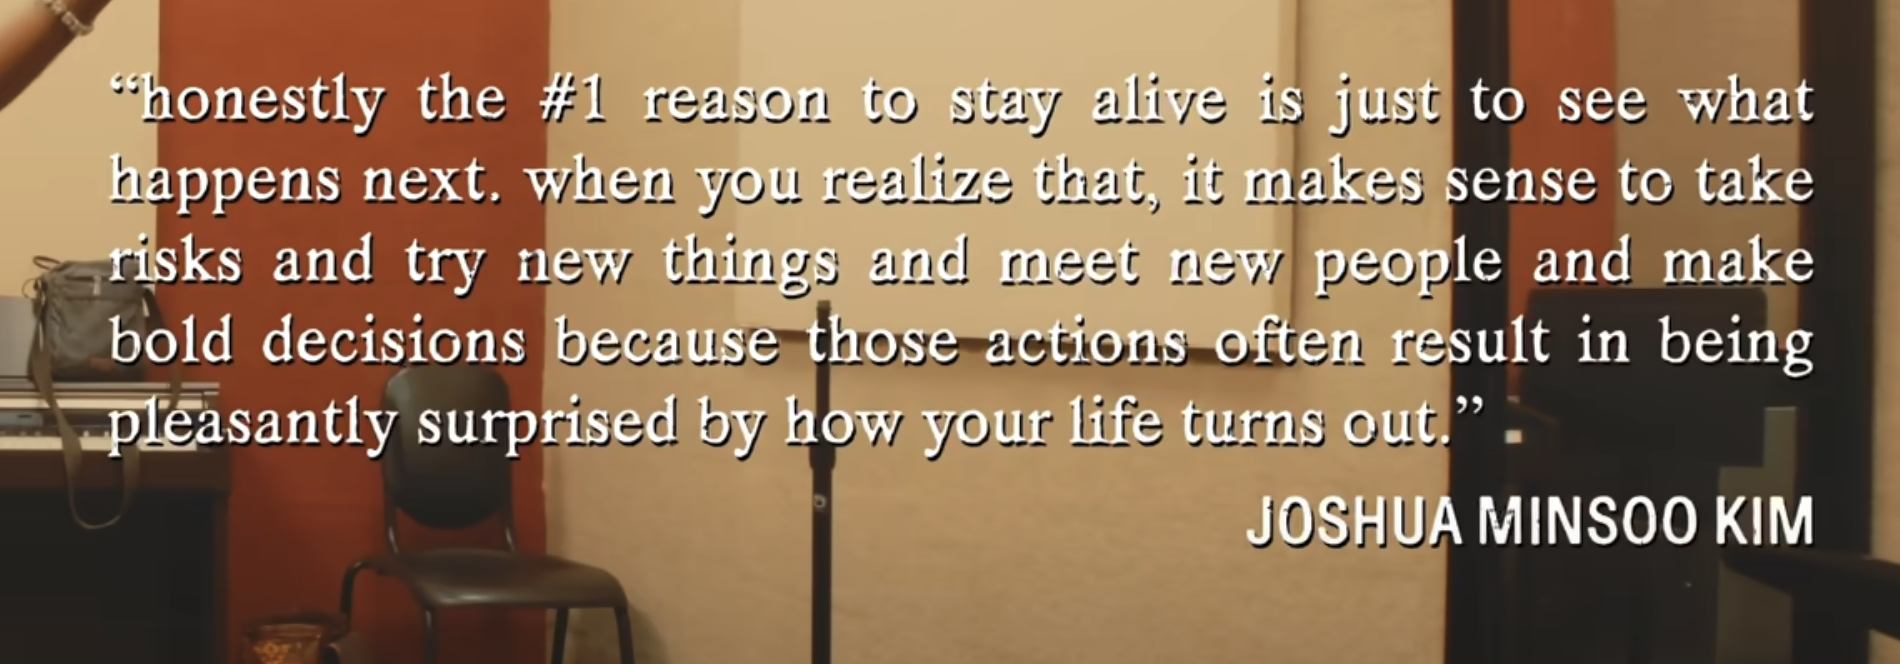 “honestly the #1 reason to stay alive is just to see what
happens next. when you realize that, it makes sense to take
risks and try new things and meet new people and make
bold decisions because those actions often result in being
pleasantly surprised by how your life turns out.”
JOSHUA MINSOO KIM